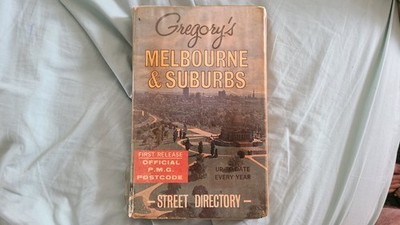 Gregory's
MELBOURNE
& SUBURBS
FIRST RELEASE
OFFICIAL
P.M.G.
POSTCODE
UP-TO-DATE
EVERY YEAR
— STREET DIRECTORY —